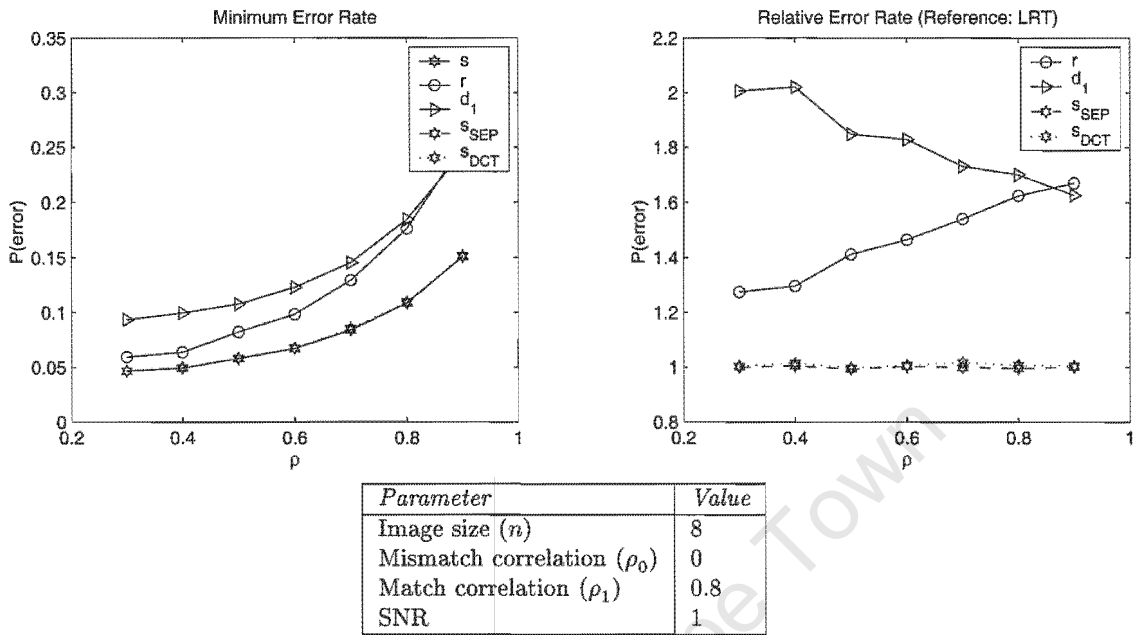 Minimum Error Rate
0.35
0.3
0.25
0.2
0.15
0.1
0.05
0
P(error)
0.2
0.4
0.6
0.8
1
ρ
s
r
d1
sSEP
sDCT
Relative Error Rate (Reference: LRT)
2.2
2
1.8
1.6
1.4
1.2
1
0.8
P(error)
0.2
0.4
0.6
0.8
1
ρ
r
d1
sSEP
sDCT
Parameter Value
Image size (n) 8
Mismatch correlation (ρ0) 0
Match correlation (ρ1) 0.8
SNR 1
Town